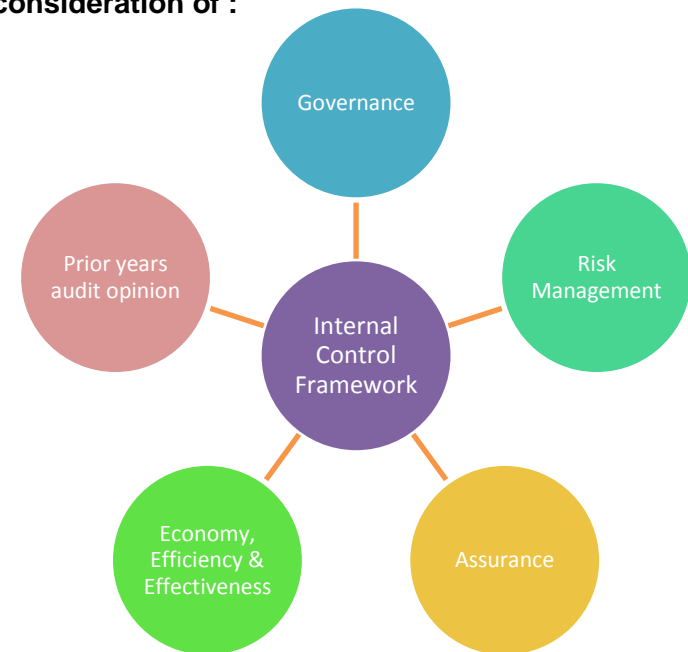 consideration of :
Governance
Prior years
audit opinion
Risk
Management
Internal
Control
Framework
Economy,
Efficiency &
Effectiveness
Assurance